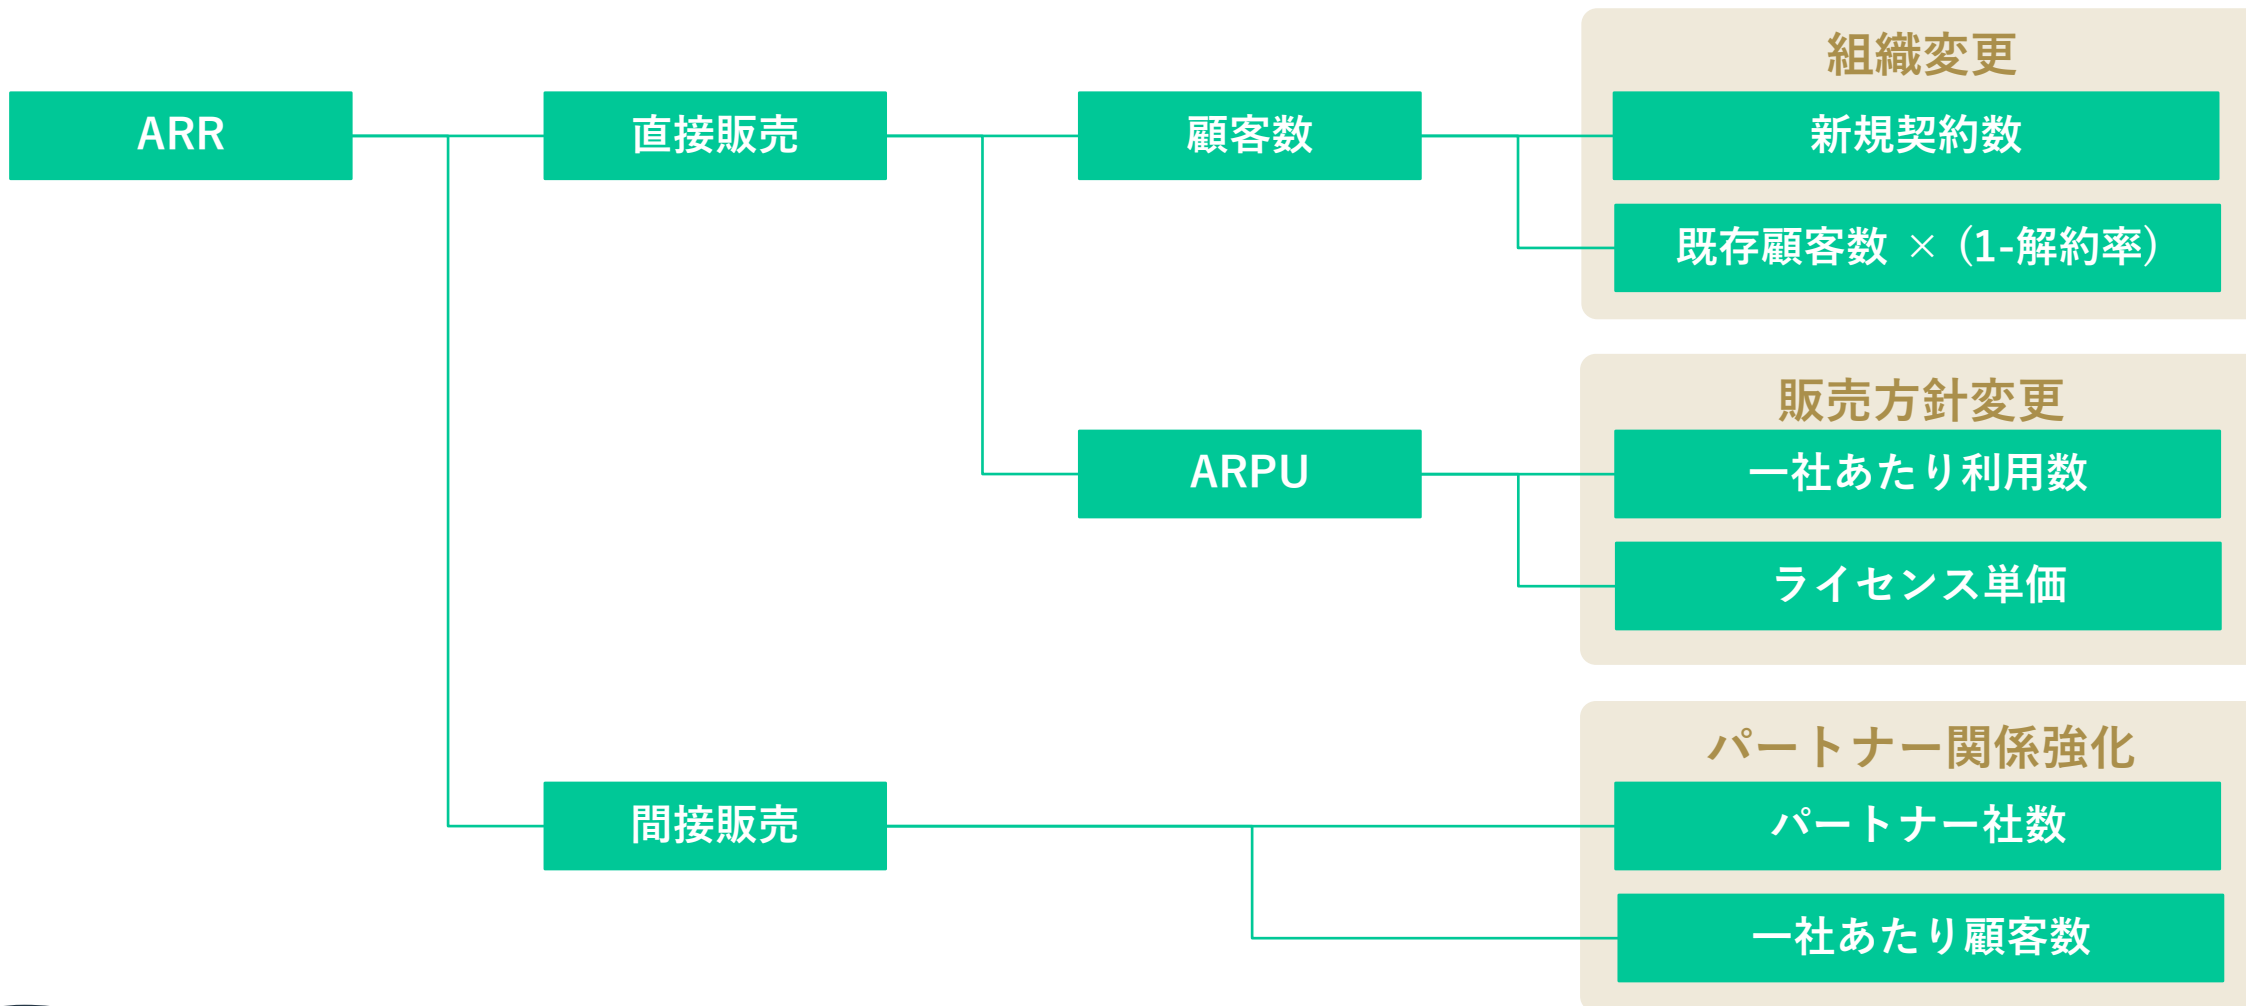 組織変更
ARR
直接販売
顧客数
新規契約数
既存顧客数 × (1-解約率)
販売方針変更
ARPU
一社あたり利用数
ライセンス単価
パートナー関係強化
間接販売
パートナー社数
一社あたり顧客数